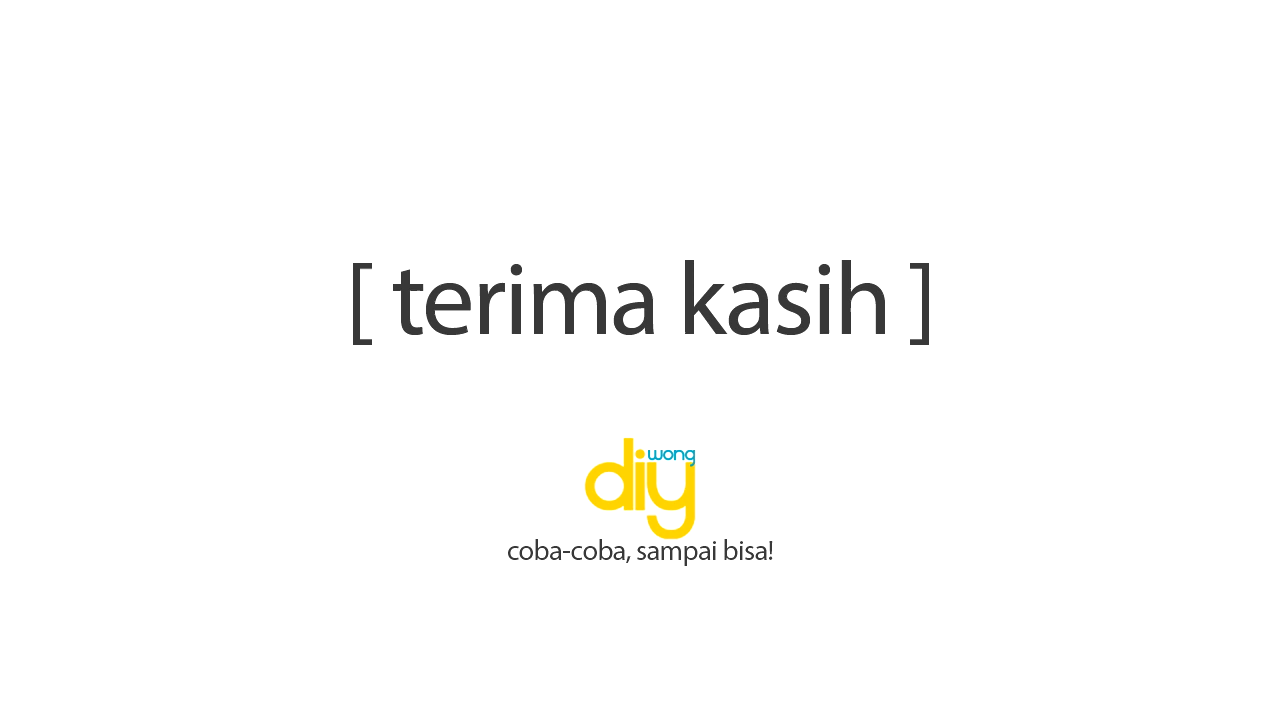 [ terima kasih ]
diy wong
coba-coba, sampai bisa!